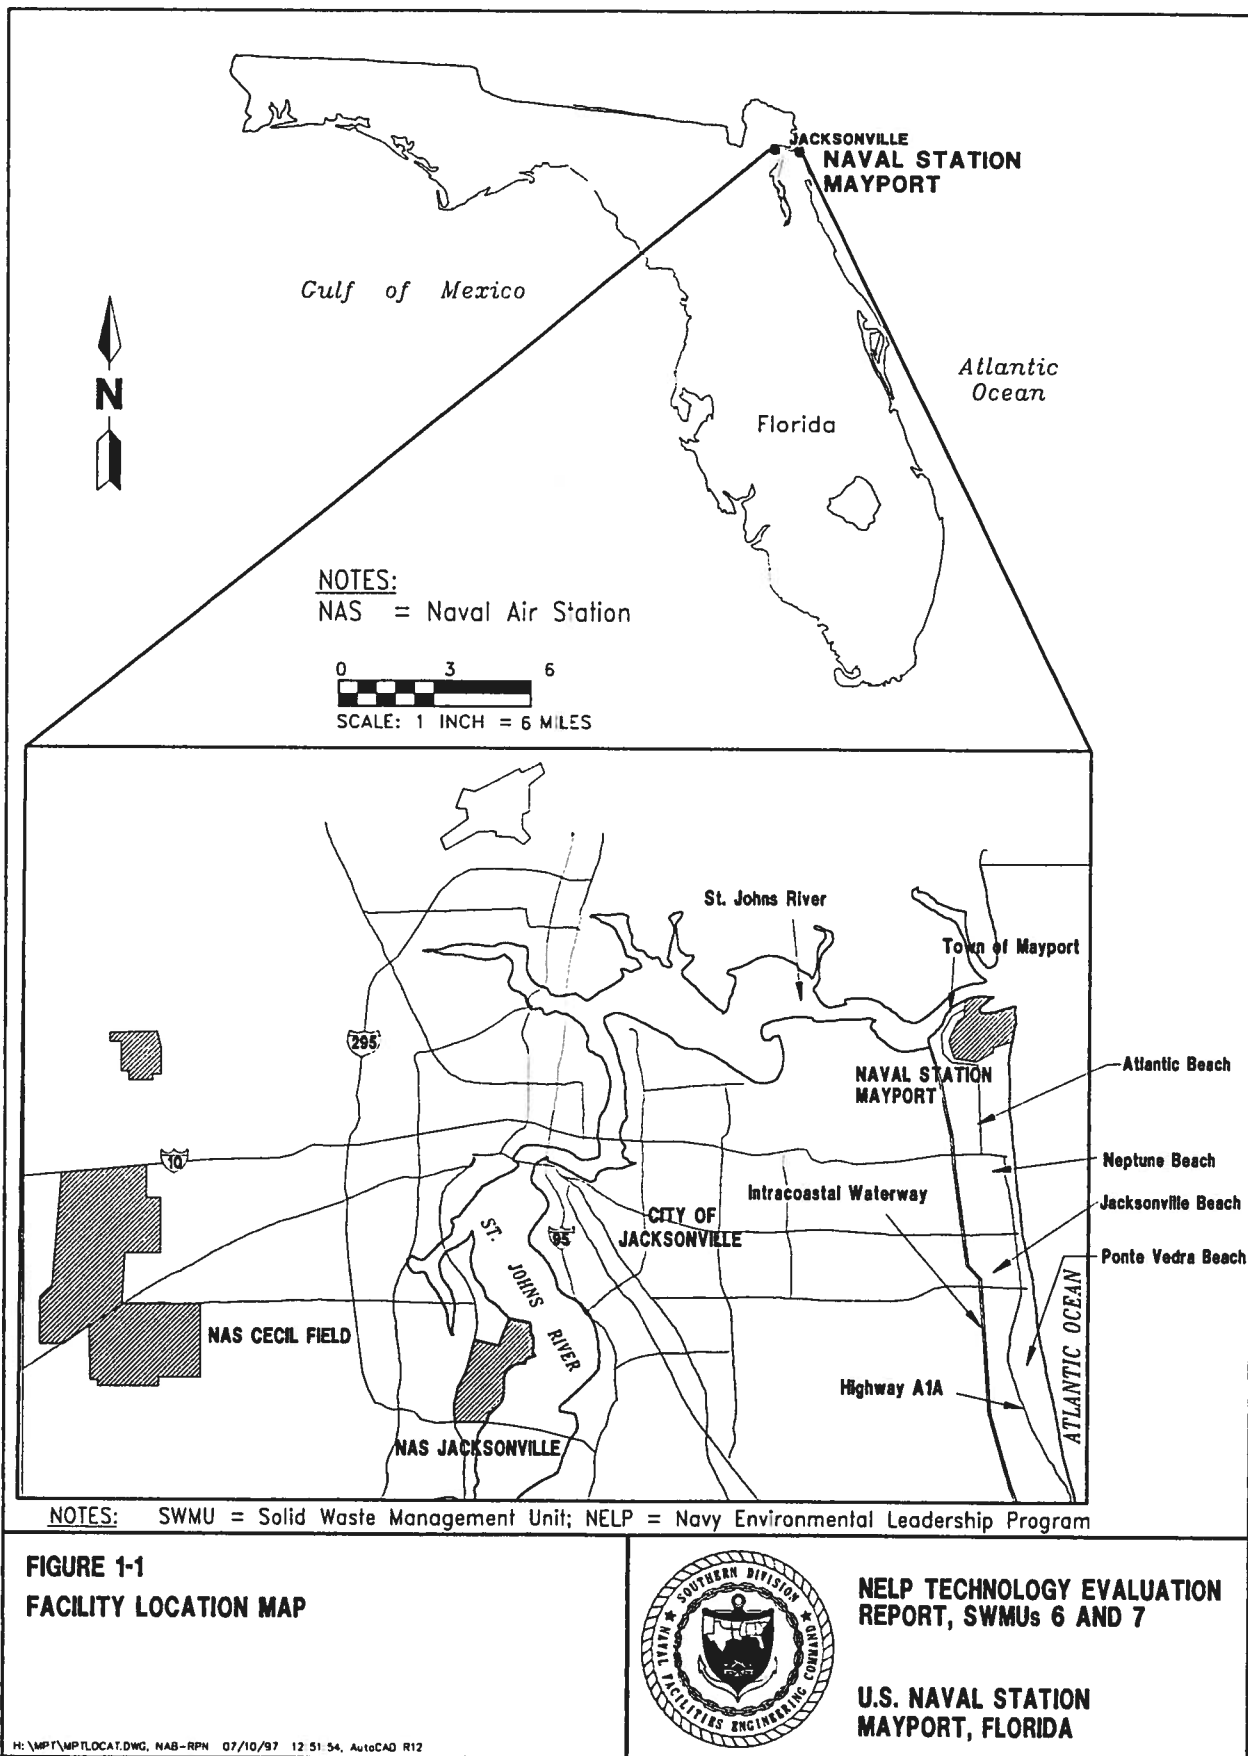 JACKSONVILLE
NAVAL STATION
MAYPORT
Gulf of Mexico
N
Atlantic
Ocean
Florida
NOTES:
NAS = Naval Air Station
0 3 6
SCALE: 1 INCH = 6 MILES
St. Johns River
Town of Mayport
295
NAVAL STATION
MAYPORT
Atlantic Beach
10
Neptune Beach
Intracoastal Waterway
Jacksonville Beach
CITY OF
JACKSONVILLE
95
ST.
JOHNS
RIVER
Ponte Vedra Beach
ATLANTIC OCEAN
NAS CECIL FIELD
Highway A1A
NAS JACKSONVILLE
NOTES: SWMU = Solid Waste Management Unit; NELP = Navy Environmental Leadership Program
FIGURE 1-1
FACILITY LOCATION MAP
SOUTHERN DIVISION
NAVAL FACILITIES ENGINEERING COMMAND
NELP TECHNOLOGY EVALUATION
REPORT, SWMUs 6 AND 7
U.S. NAVAL STATION
MAYPORT, FLORIDA
H:\MPT\MPTLOCAT.DWG, NAB-RPN 07/10/97 12:51:54, AutoCAD R12